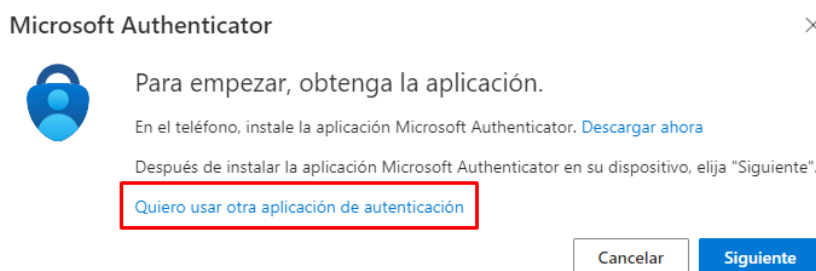 Microsoft Authenticator
Para empezar, obtenga la aplicación.
En el teléfono, instale la aplicación Microsoft Authenticator. Descargar ahora
Después de instalar la aplicación Microsoft Authenticator en su dispositivo, elija "Siguiente".
Quiero usar otra aplicación de autenticación
Cancelar Siguiente